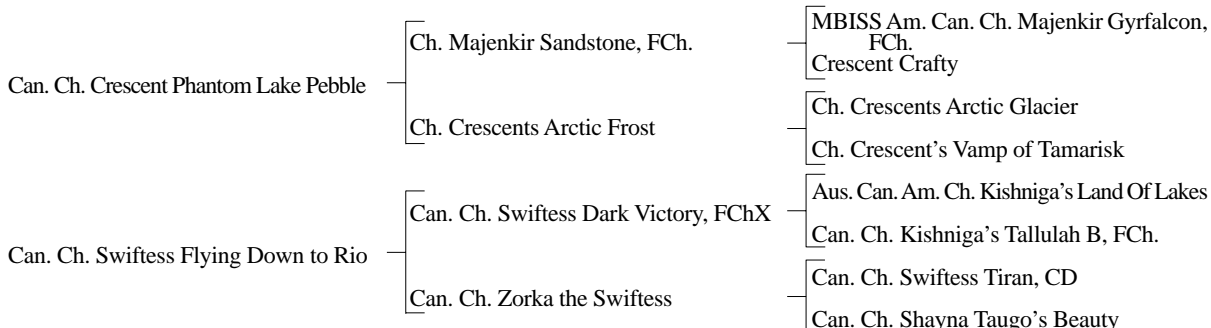 MBISS Am. Can. Ch. Majenkir Gyrfalcon,
FCh.
Ch. Majenkir Sandstone, FCh.
Crescent Crafty
Can. Ch. Crescent Phantom Lake Pebble
Ch. Crescents Arctic Glacier
Ch. Crescents Arctic Frost
Ch. Crescent's Vamp of Tamarisk
Aus. Can. Am. Ch. Kishniga's Land Of Lakes
Can. Ch. Swiftess Dark Victory, FChX
Can. Ch. Kishniga's Tallulah B, FCh.
Can. Ch. Swiftess Flying Down to Rio
Can. Ch. Swiftess Tiran, CD
Can. Ch. Zorka the Swiftess
Can. Ch. Shayna Taugo's Beauty